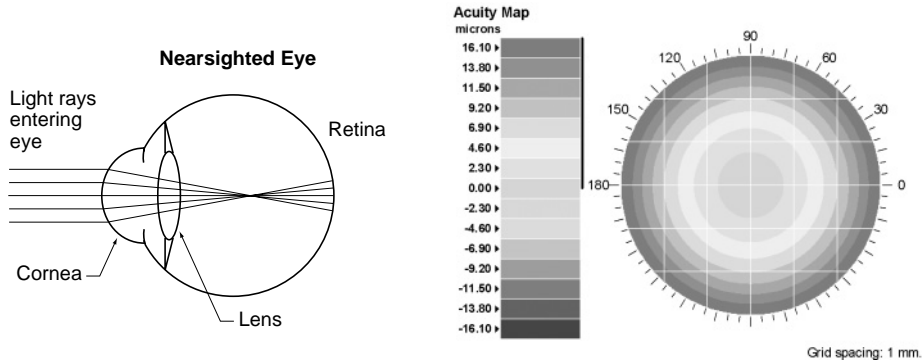 Nearsighted Eye
Light rays
entering
eye
Retina
Cornea
Lens
Acuity Map
microns
16.10
13.80
11.50
9.20
6.90
4.60
2.30
0.00
-2.30
-4.60
-6.90
-9.20
-11.50
-13.80
-16.10
90
120
60
150
30
180
0
Grid spacing: 1 mm.